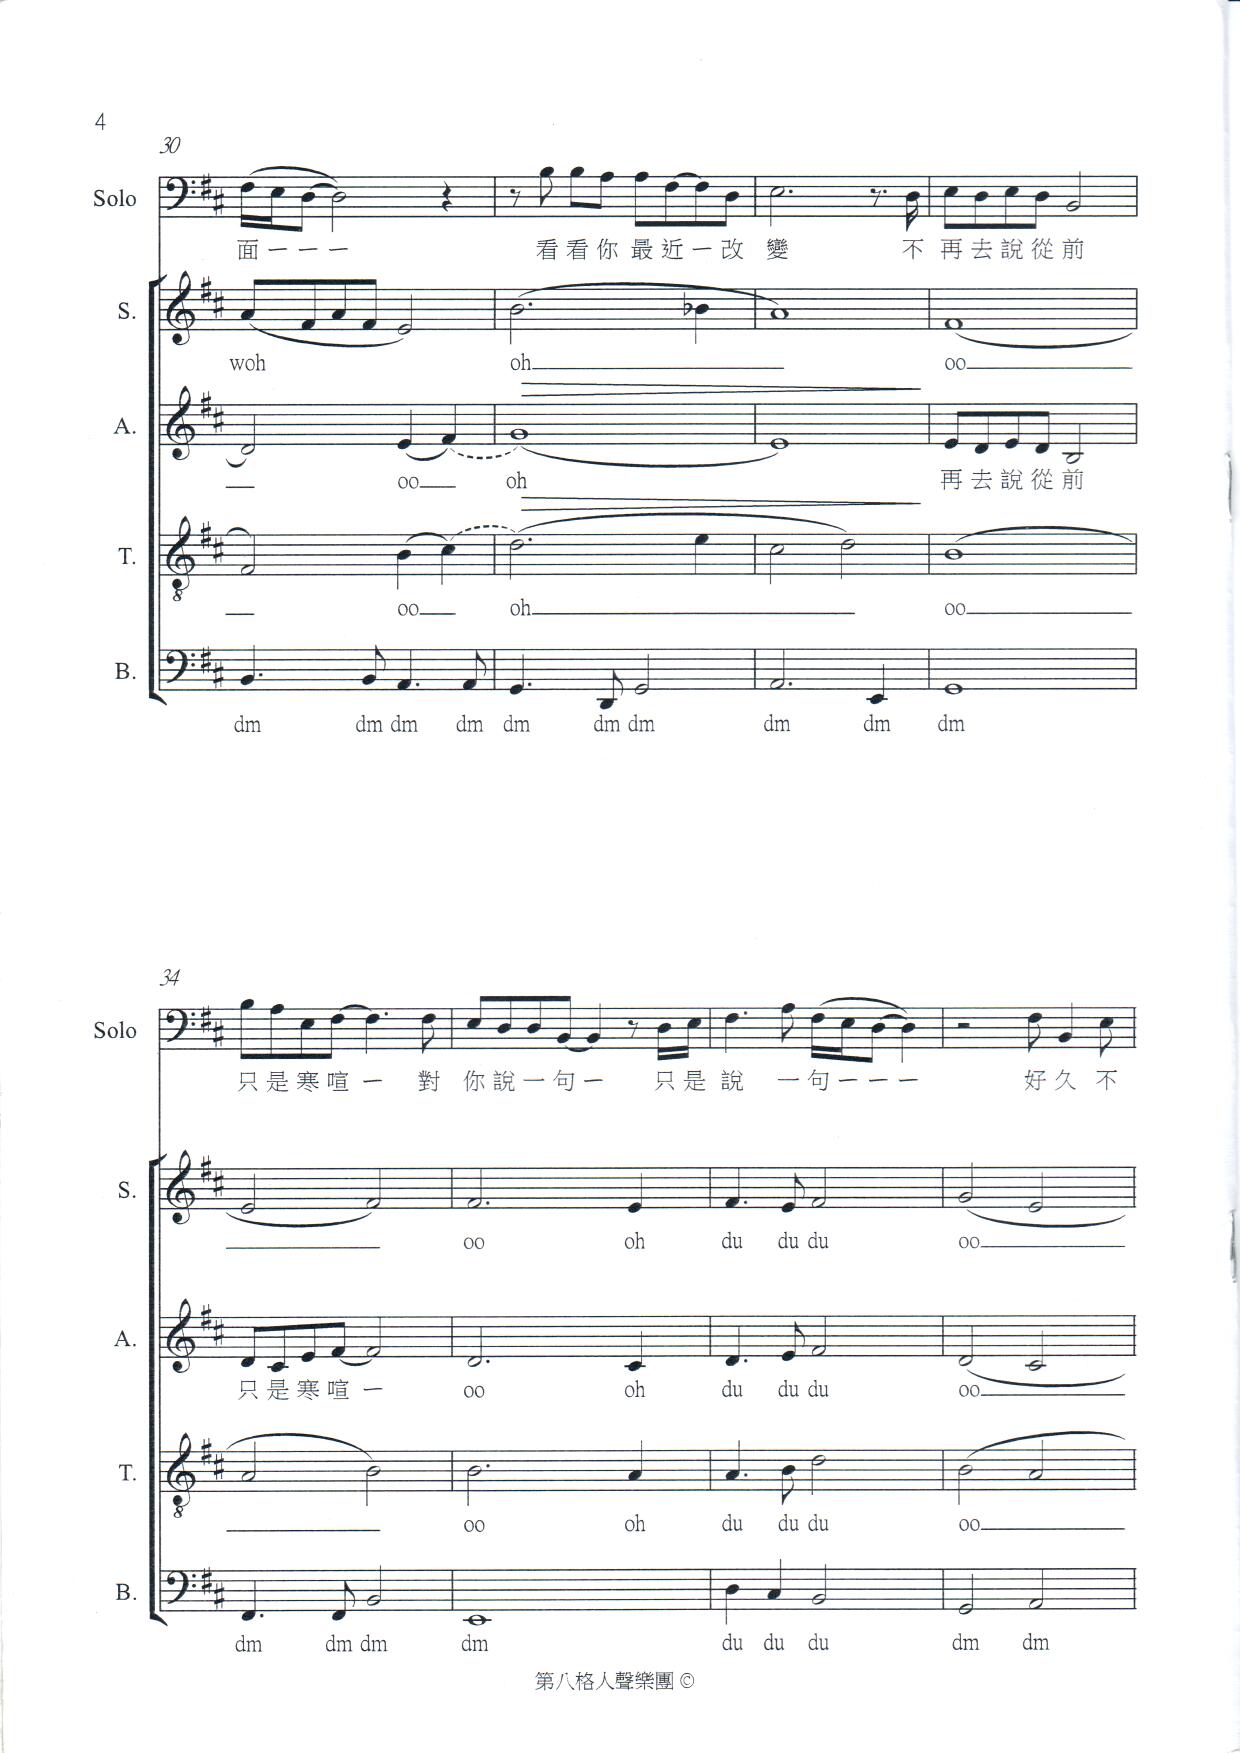 4
30
Solo
面 一 一 一 看 看 你 最 近 一 改 變 不 再 去 說 從 前
S.
woh oh oo
A.
oo oh 再 去 說 從 前
T.
oo oh oo
B.
dm dm dm dm dm dm dm dm dm dm
34
Solo
只 是 寒 喧 一 對 你 說 一 句 一 只 是 說 一 句 一 一 一 好 久 不
S.
oo oh du du du oo
A.
只 是 寒 喧 一 oo oh du du du oo
T.
oo oh du du du oo
B.
dm dm dm dm du du du dm dm
第八格人聲樂團 ©